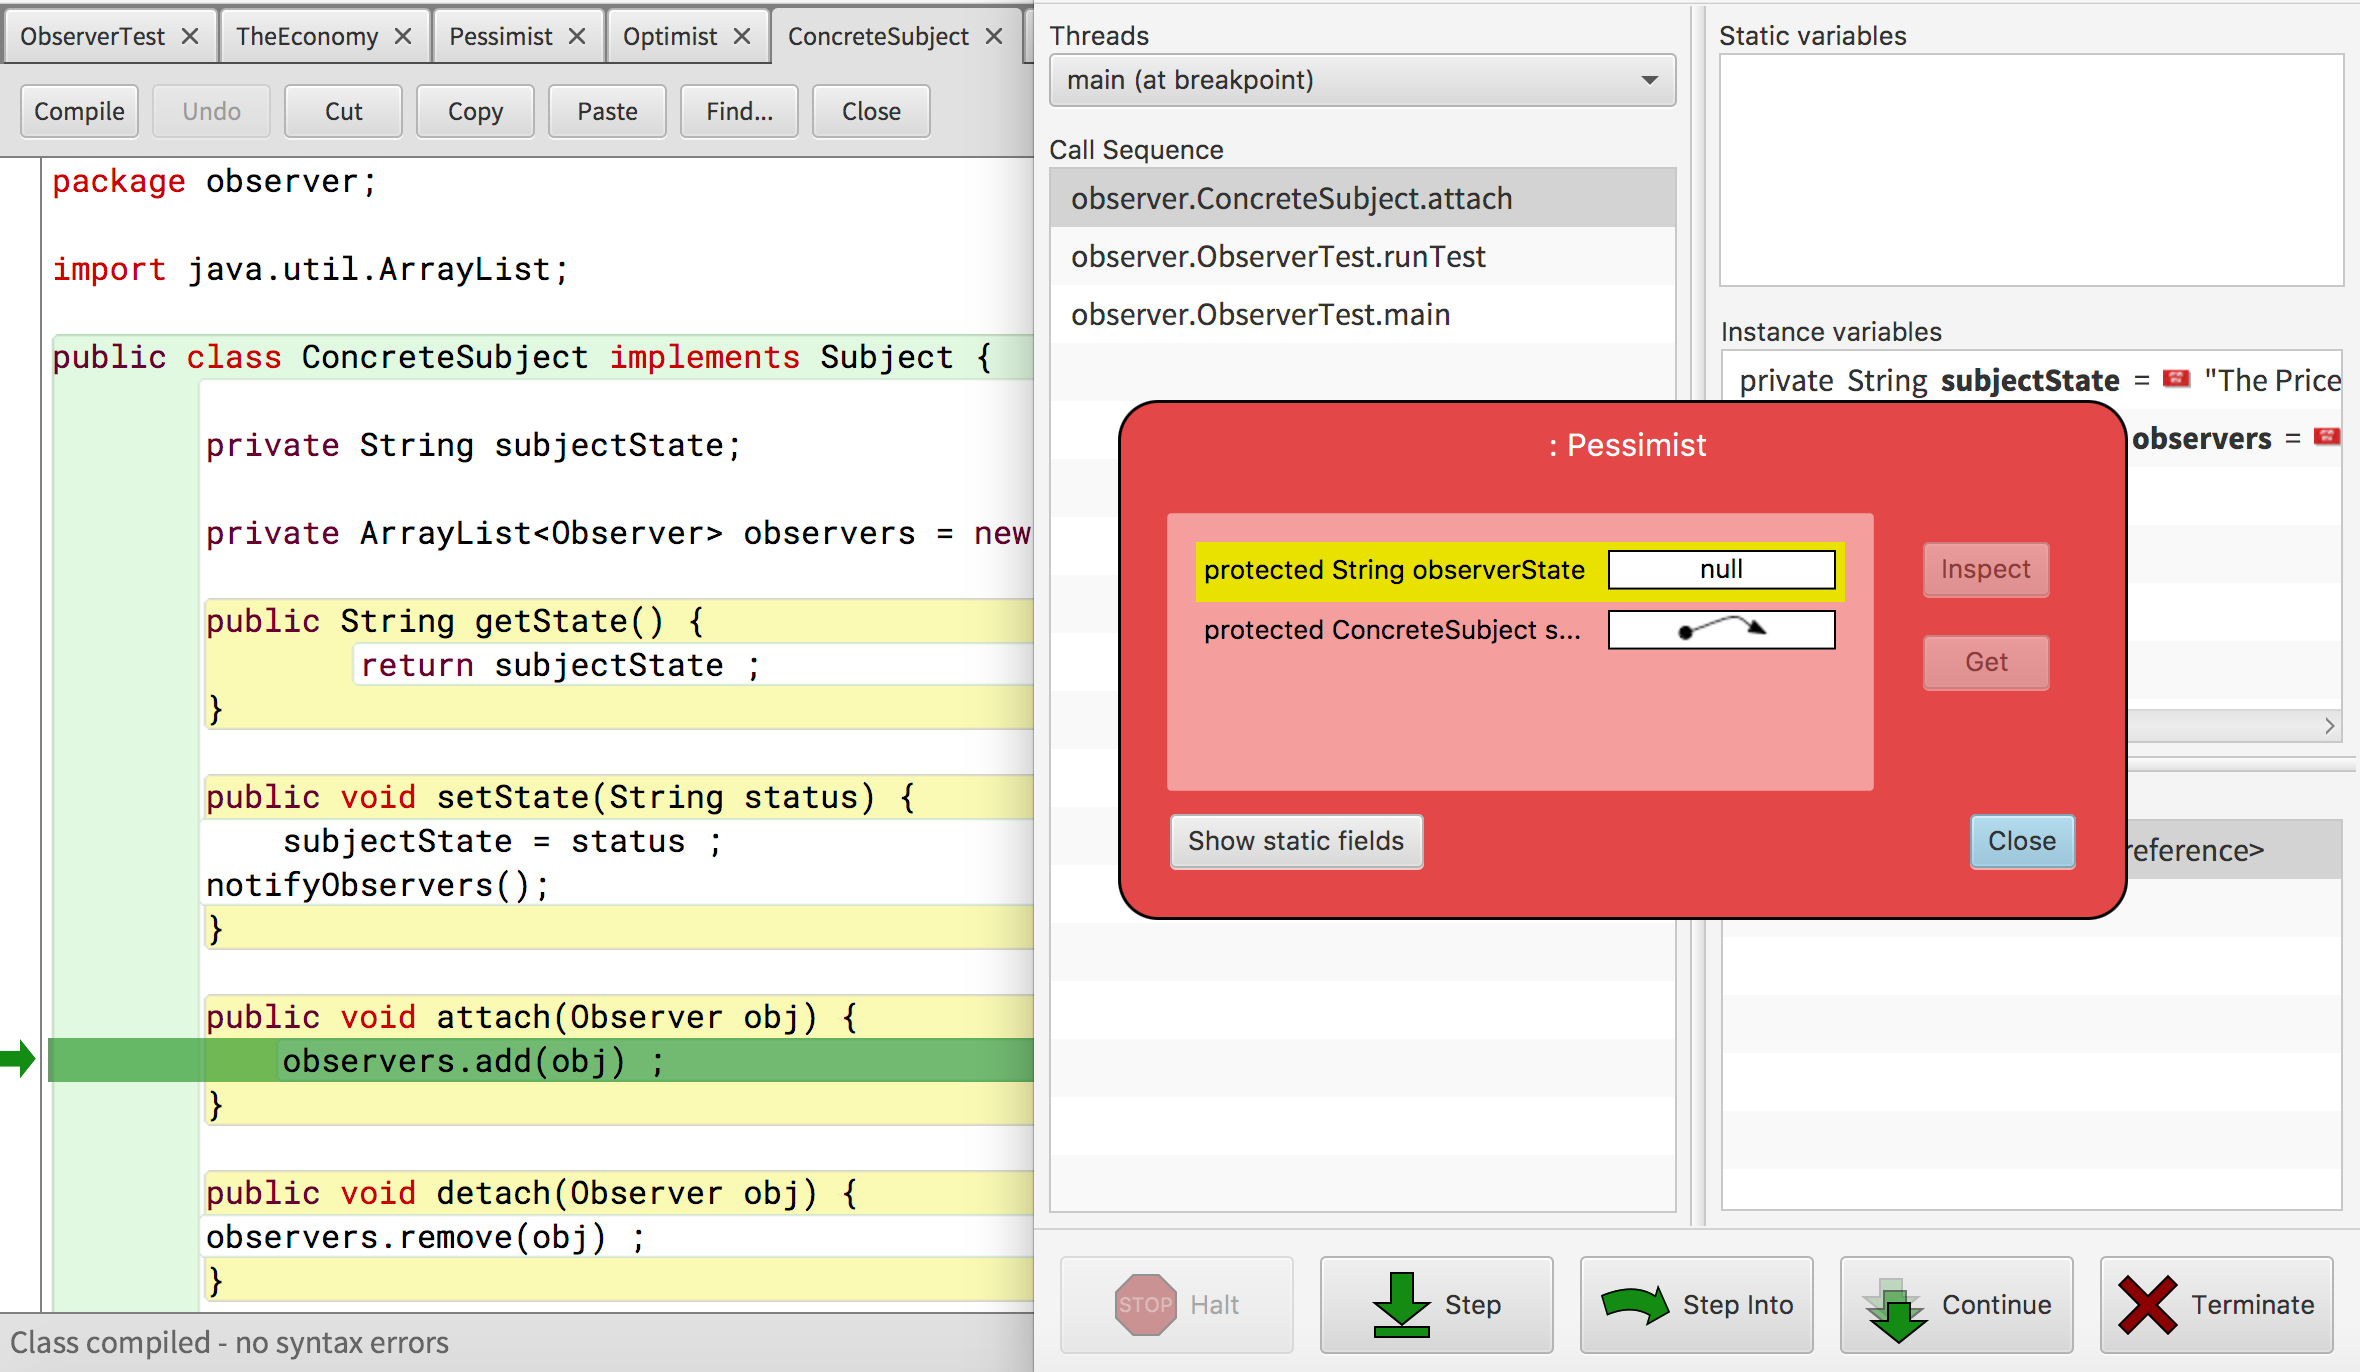 ObserverTest
TheEconomy
Pessimist
Optimist
ConcreteSubject
Compile
Undo
Cut
Copy
Paste
Find...
Close
package observer;
import java.util.ArrayList;
public class ConcreteSubject implements Subject {
private String subjectState;
private ArrayList<Observer> observers = new
public String getState() {
return subjectState ;
}
public void setState(String status) {
subjectState = status ;
notifyObservers();
}
public void attach(Observer obj) {
observers.add(obj) ;
}
public void detach(Observer obj) {
observers.remove(obj) ;
}
Class compiled - no syntax errors
Threads
main (at breakpoint)
Call Sequence
observer.ConcreteSubject.attach
observer.ObserverTest.runTest
observer.ObserverTest.main
Static variables
Instance variables
private String subjectState = "The Price
observers =
: Pessimist
protected String observerState null
protected ConcreteSubject s...
Inspect
Get
Show static fields
Close
reference>
STOP Halt
Step
Step Into
Continue
Terminate